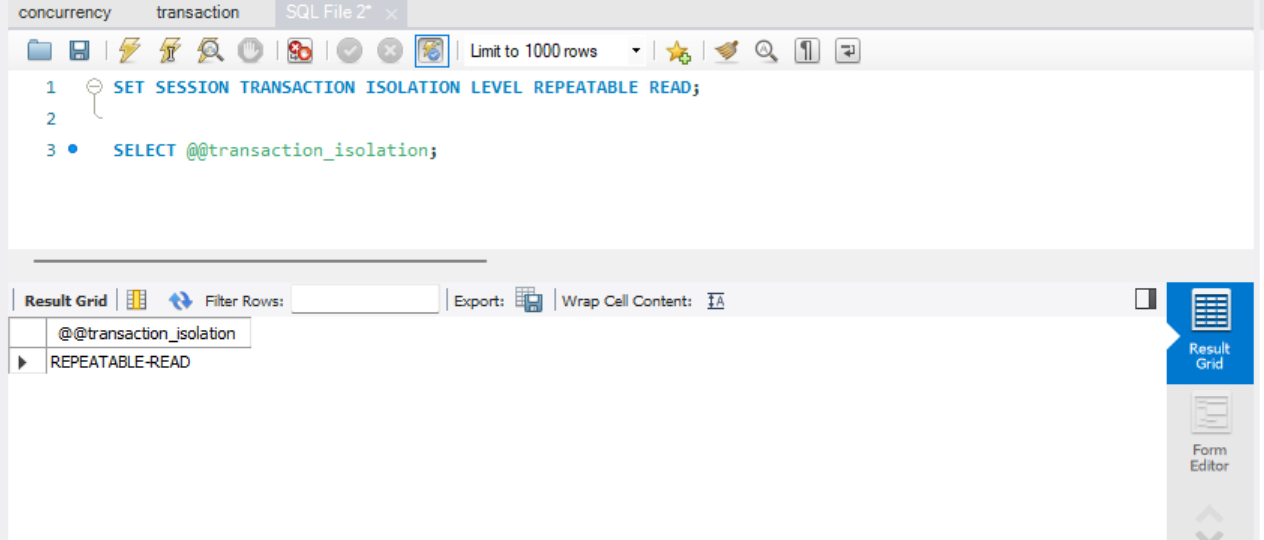 concurrency transaction SQL File 2* ×
Limit to 1000 rows
1 SET SESSION TRANSACTION ISOLATION LEVEL REPEATABLE READ;
2
3 SELECT @@transaction_isolation;
Result Grid Filter Rows: Export: Wrap Cell Content: IA
@@transaction_isolation
REPEATABLE-READ
Result
Grid
Form
Editor